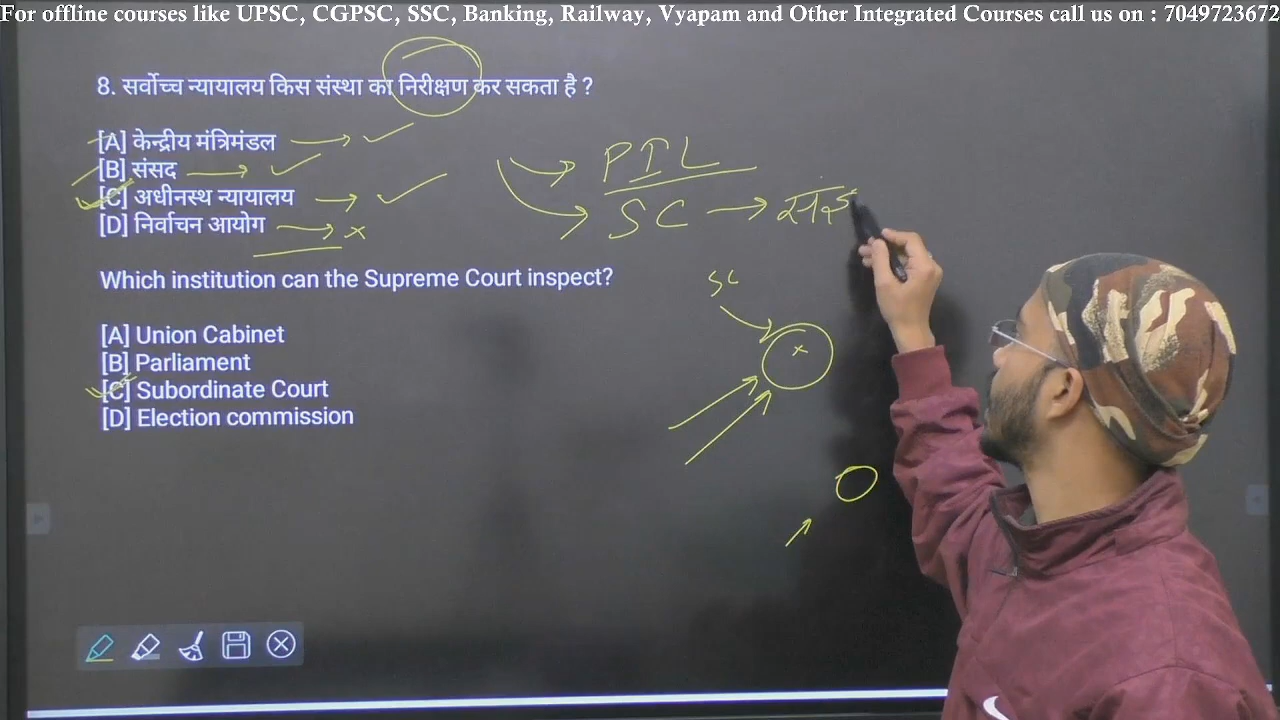 For offline courses like UPSC, CGPSC, SSC, Banking, Railway, Vyapam and Other Integrated Courses call us on : 7049723672
8. सर्वोच्च न्यायालय किस संस्था का निरीक्षण कर सकता है ?
[A] केन्द्रीय मंत्रिमंडल
[B] संसद
[C] अधीनस्थ न्यायालय
[D] निर्वाचन आयोग
PIL
SC
SC
Which institution can the Supreme Court inspect?
[A] Union Cabinet
[B] Parliament
[C] Subordinate Court
[D] Election commission